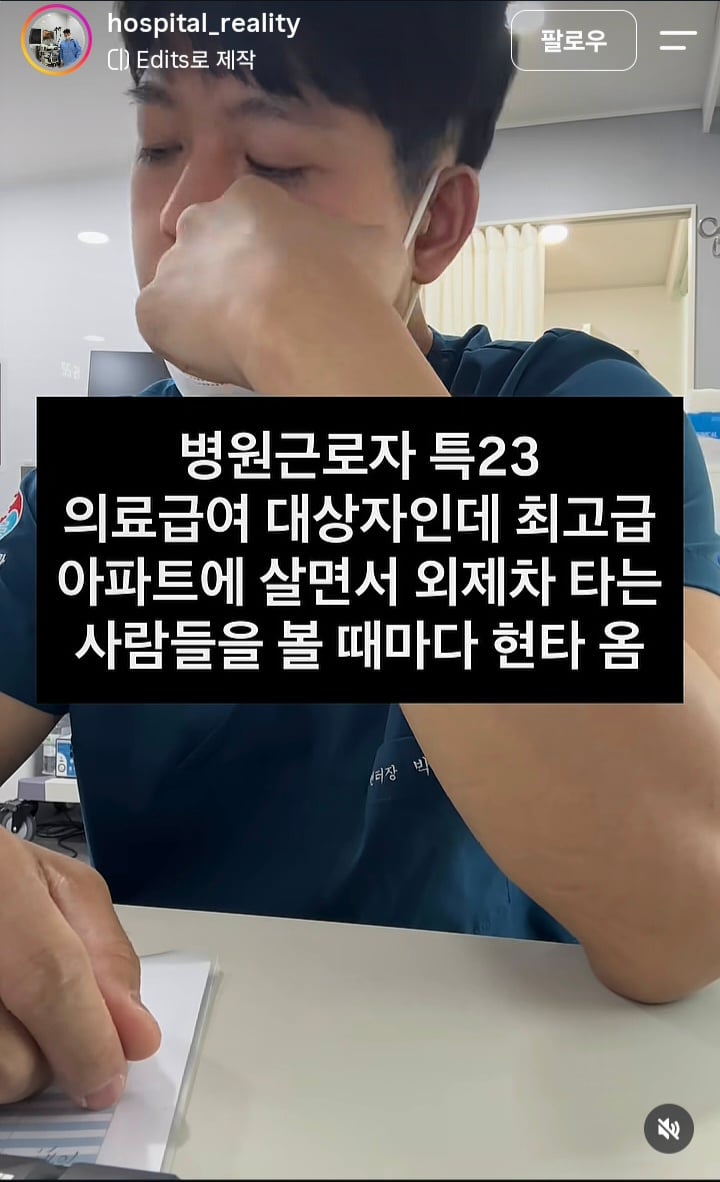 hospital_reality
Edits로 제작
팔로우
병원근로자 특23
의료급여 대상자인데 최고급
아파트에 살면서 외제차 타는
사람들을 볼 때마다 현타 옴
박